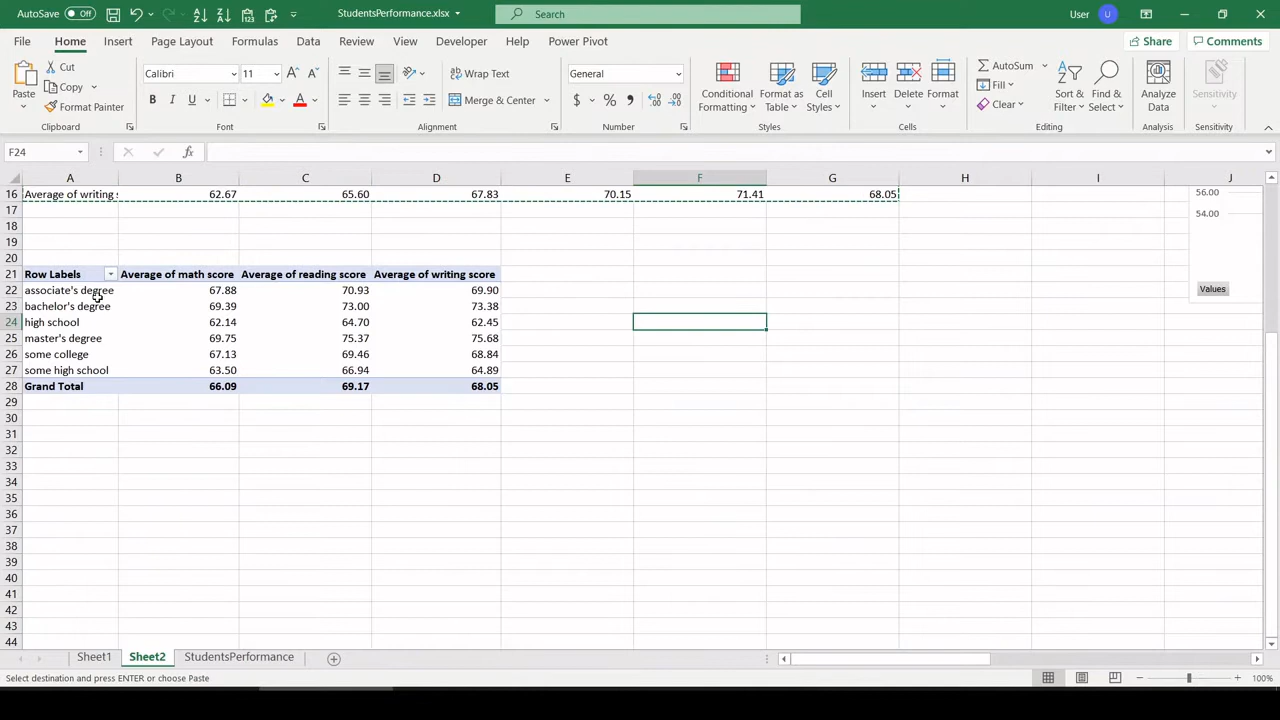 AutoSave Off StudentsPerformance.xlsx Search User U
File Home Insert Page Layout Formulas Data Review View Developer Help Power Pivot Share Comments
Paste Cut Copy Format Painter Clipboard
Calibri 11 A A B I U A Font
ab Wrap Text Merge & Center Alignment
General $ % , Number
Conditional Formatting Format as Table Cell Styles Styles
Insert Delete Format Cells
AutoSum Fill Clear Sort & Filter Find & Select Editing
Analyze Data Analysis
Sensitivity Sensitivity
F24 fx
A B C D E F G H I J
16 Average of writing s 62.67 65.60 67.83 70.15 71.41 68.05 56.00
17 54.00
18
19
20
21 Row Labels Average of math score Average of reading score Average of writing score
22 associate's degree 67.88 70.93 69.90 Values
23 bachelor's degree 69.39 73.00 73.38
24 high school 62.14 64.70 62.45
25 master's degree 69.75 75.37 75.68
26 some college 67.13 69.46 68.84
27 some high school 63.50 66.94 64.89
28 Grand Total 66.09 69.17 68.05
29
30
31
32
33
34
35
36
37
38
39
40
41
42
43
44
Sheet1 Sheet2 StudentsPerformance
Select destination and press ENTER or choose Paste 100%